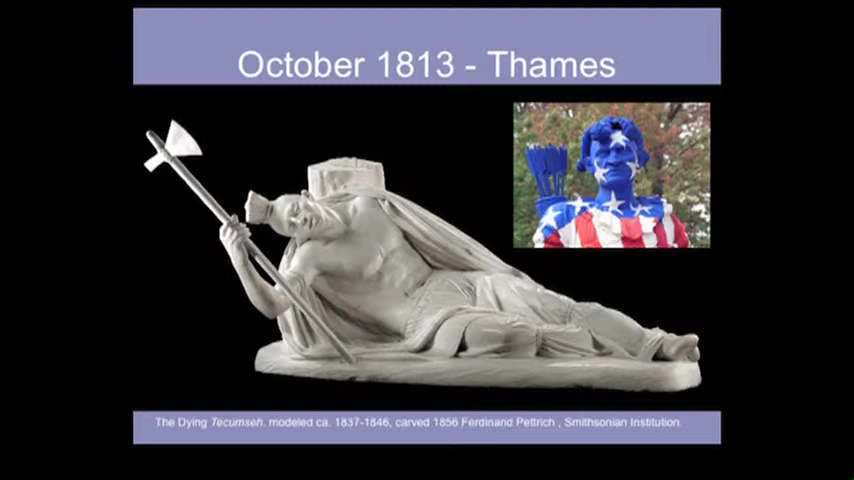 October 1813 - Thames
The Dying Tecumseh. modeled ca. 1837-1846, carved 1856 Ferdinand Pettrich , Smithsonian Institution.